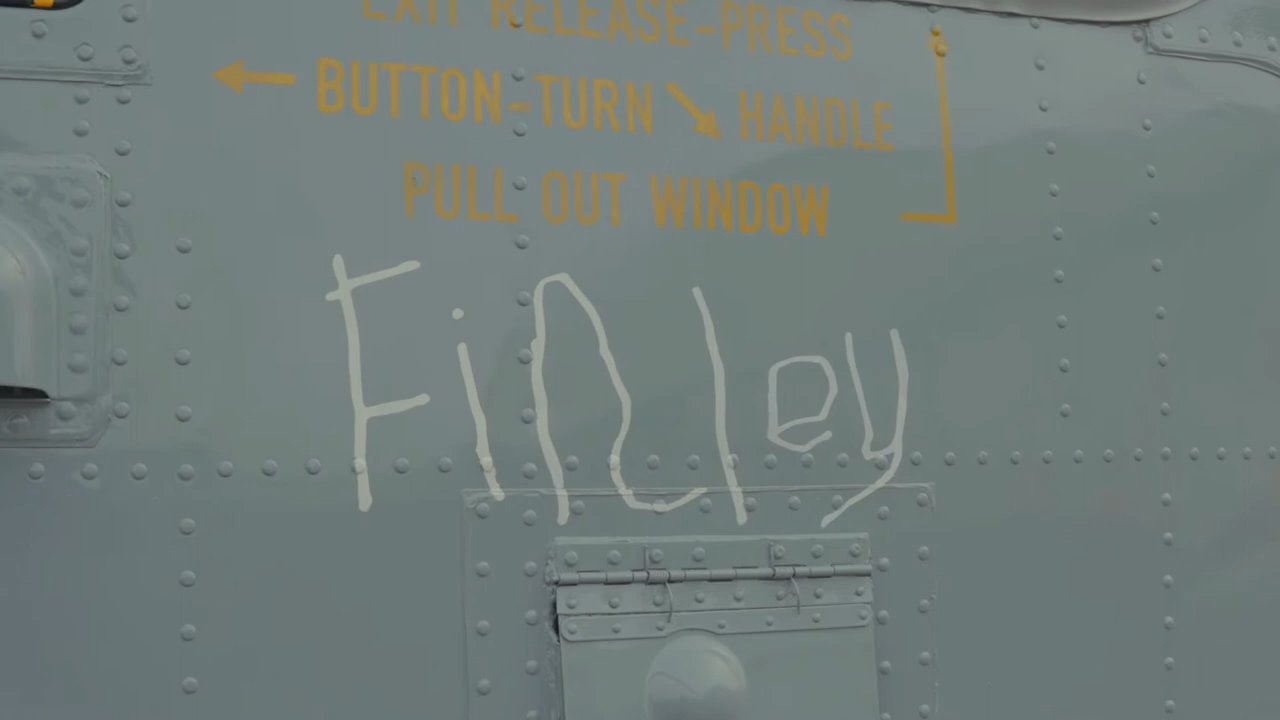 EXIT RELEASE-PRESS
← BUTTON-TURN ↘ HANDLE
PULL OUT WINDOW
Finley